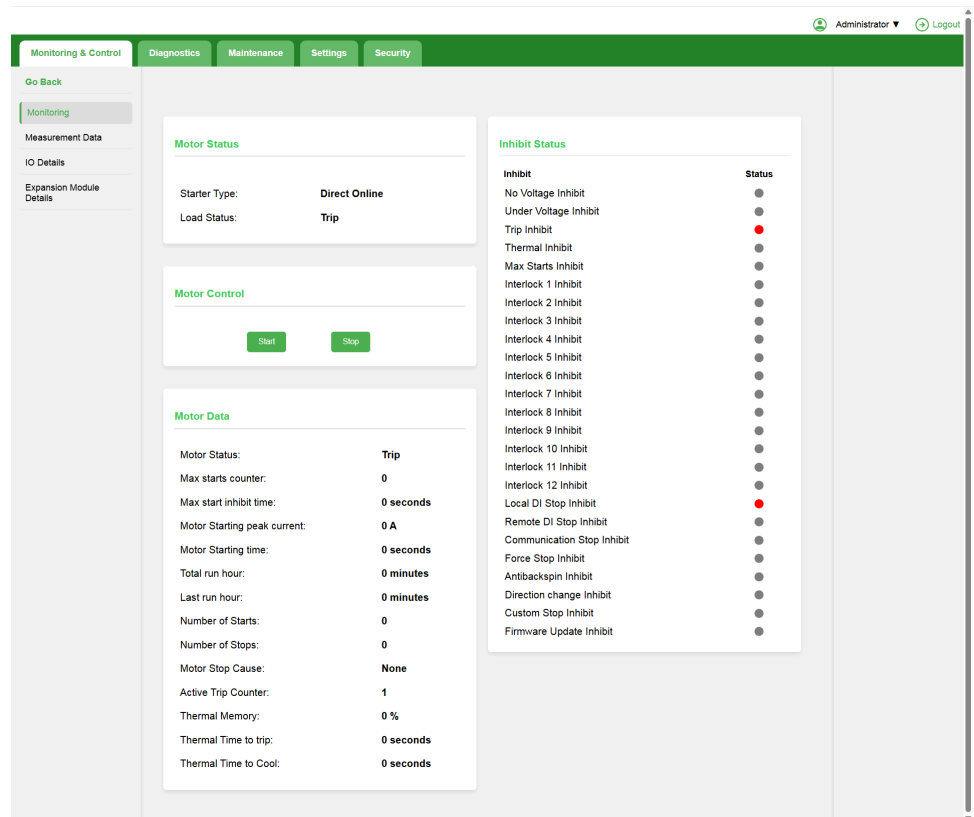 Administrator ▼ Logout
Monitoring & Control Diagnostics Maintenance Settings Security
Go Back
Monitoring
Measurement Data
IO Details
Expansion Module
Details
Motor Status
Starter Type: Direct Online
Load Status: Trip
Motor Control
Start Stop
Motor Data
Motor Status: Trip
Max starts counter: 0
Max start inhibit time: 0 seconds
Motor Starting peak current: 0 A
Motor Starting time: 0 seconds
Total run hour: 0 minutes
Last run hour: 0 minutes
Number of Starts: 0
Number of Stops: 0
Motor Stop Cause: None
Active Trip Counter: 1
Thermal Memory: 0 %
Thermal Time to trip: 0 seconds
Thermal Time to Cool: 0 seconds
Inhibit Status
Inhibit Status
No Voltage Inhibit
Under Voltage Inhibit
Trip Inhibit
Thermal Inhibit
Max Starts Inhibit
Interlock 1 Inhibit
Interlock 2 Inhibit
Interlock 3 Inhibit
Interlock 4 Inhibit
Interlock 5 Inhibit
Interlock 6 Inhibit
Interlock 7 Inhibit
Interlock 8 Inhibit
Interlock 9 Inhibit
Interlock 10 Inhibit
Interlock 11 Inhibit
Interlock 12 Inhibit
Local DI Stop Inhibit
Remote DI Stop Inhibit
Communication Stop Inhibit
Force Stop Inhibit
Antibackspin Inhibit
Direction change Inhibit
Custom Stop Inhibit
Firmware Update Inhibit